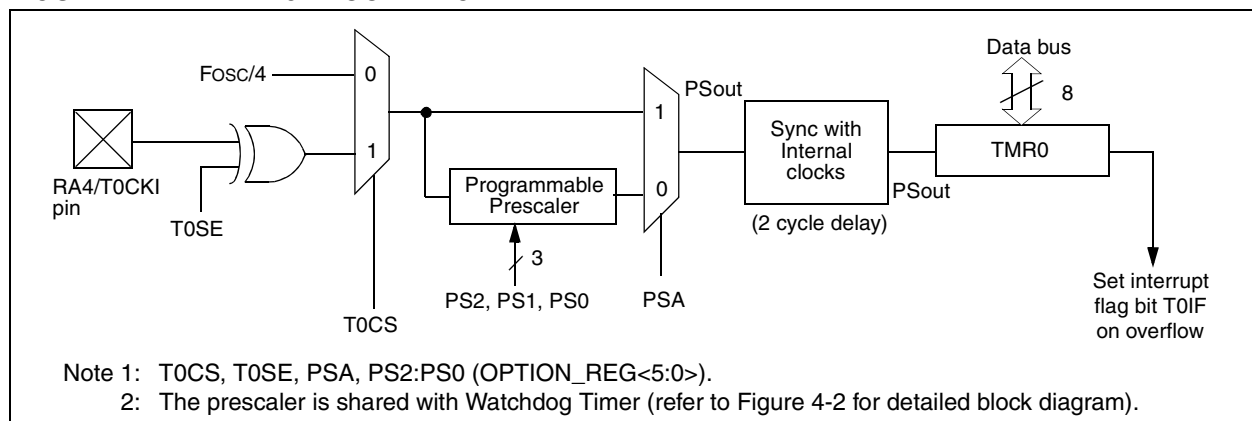 Data bus
8
FOSC/4
0
1
RA4/T0CKI
pin
T0SE
T0CS
Programmable
Prescaler
3
PS2, PS1, PS0
1
0
PSA
PSout
Sync with
Internal
clocks
(2 cycle delay)
PSout
TMR0
Set interrupt
flag bit T0IF
on overflow
Note 1: T0CS, T0SE, PSA, PS2:PS0 (OPTION_REG<5:0>).
2: The prescaler is shared with Watchdog Timer (refer to Figure 4-2 for detailed block diagram).